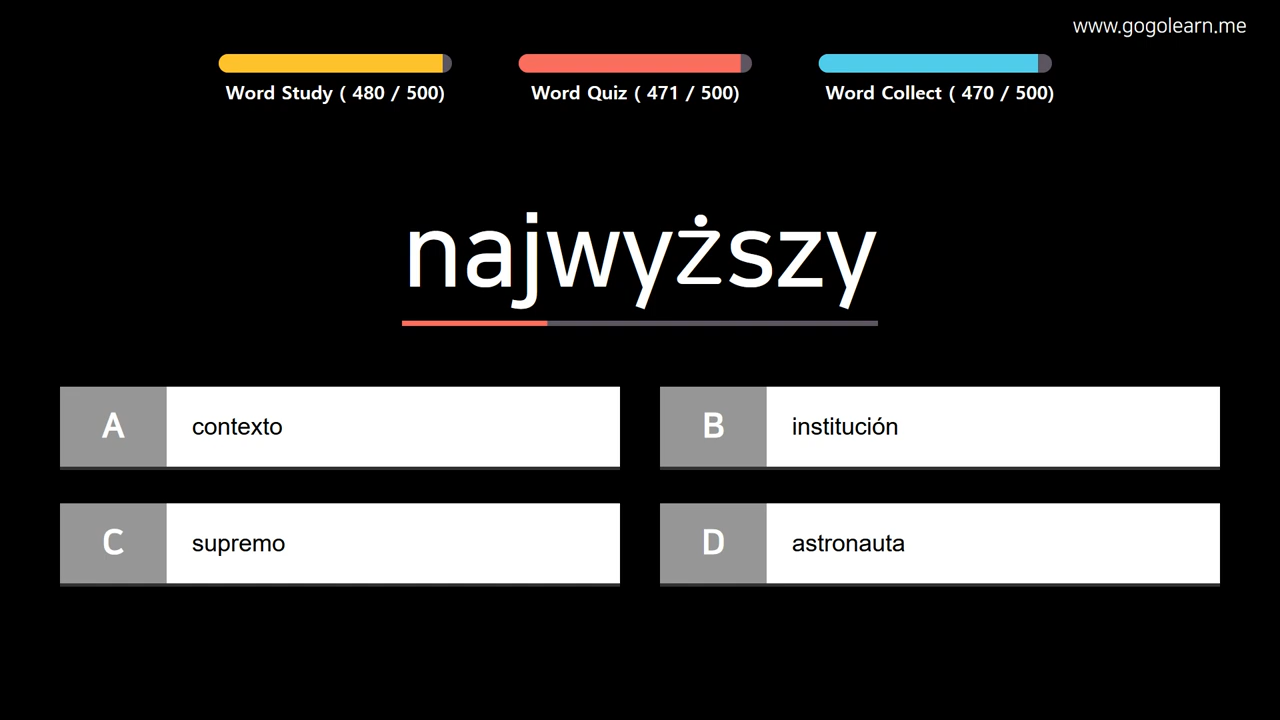 www.gogolearn.me
Word Study ( 480 / 500)
Word Quiz ( 471 / 500)
Word Collect ( 470 / 500)
najwyższy
A contexto
B institución
C supremo
D astronauta